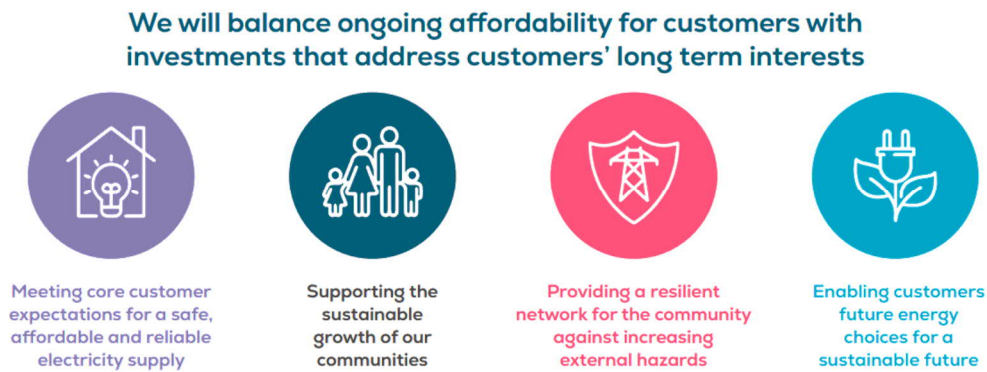 We will balance ongoing affordability for customers with
investments that address customers' long term interests
Meeting core customer
expectations for a safe,
affordable and reliable
electricity supply
Supporting the
sustainable
growth of our
communities
Providing a resilient
network for the community
against increasing
external hazards
Enabling customers
future energy
choices for a
sustainable future